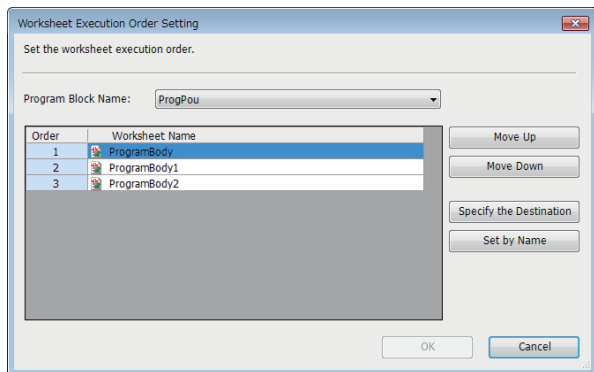 Worksheet Execution Order Setting
Set the worksheet execution order.
Program Block Name: ProgPou
Order Worksheet Name
1 ProgramBody
2 ProgramBody1
3 ProgramBody2
Move Up
Move Down
Specify the Destination
Set by Name
OK Cancel